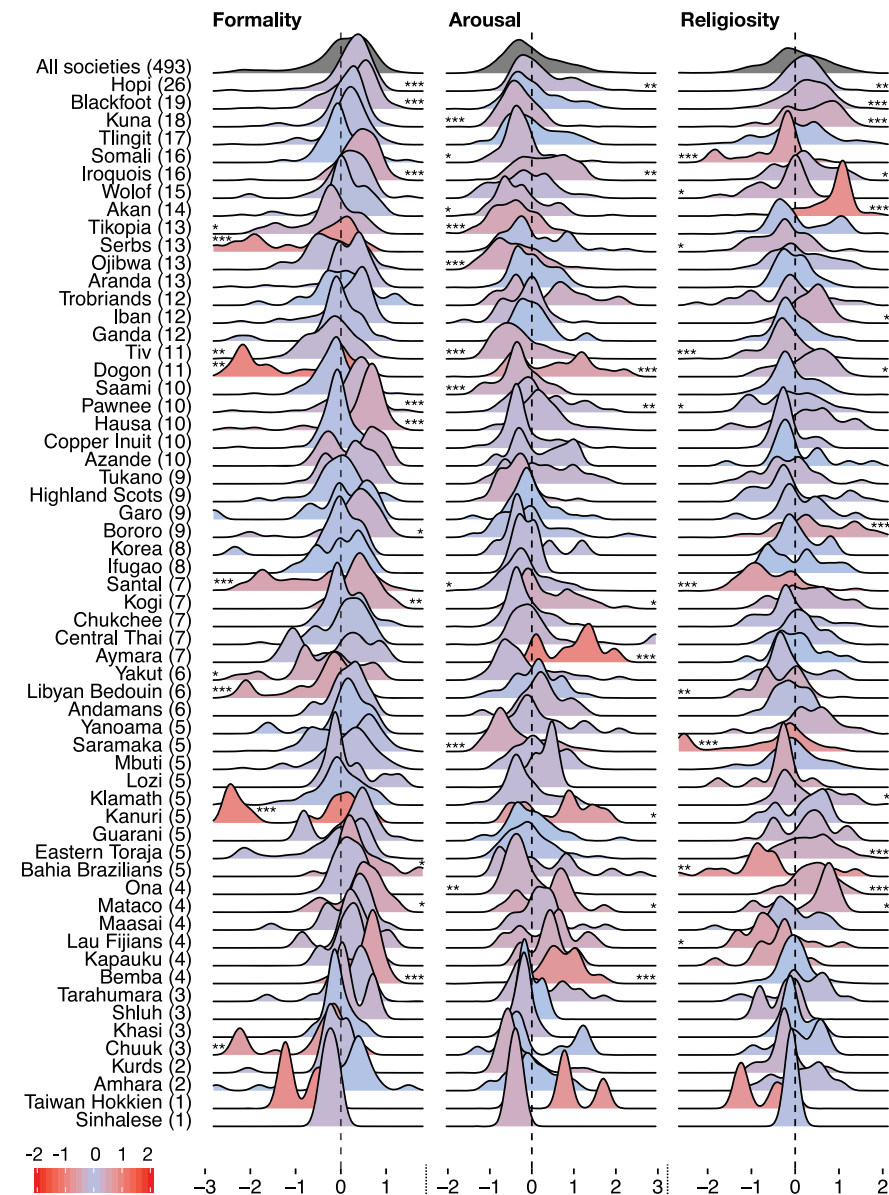 Formality Arousal Religiosity
All societies (493)
Hopi (26) *** ** **
Blackfoot (19) *** ***
Kuna (18) *** ***
Tlingit (17)
Somali (16) * ***
Iroquois (16) *** ** *
Wolof (15) *
Akan (14) * ***
Tikopia (13) * ***
Serbs (13) *** *
Ojibwa (13) ***
Aranda (13)
Trobriands (12)
Iban (12) *
Ganda (12)
Tiv (11) ** *** ***
Dogon (11) ** *** *
Saami (10) ***
Pawnee (10) *** ** *
Hausa (10) ***
Copper Inuit (10)
Azande (10)
Tukano (9)
Highland Scots (9)
Garo (9)
Bororo (9) * ***
Korea (8)
Ifugao (8)
Santal (7) *** * ***
Kogi (7) ** *
Chukchee (7)
Central Thai (7)
Aymara (7) ***
Yakut (6) *
Libyan Bedouin (6) *** **
Andamans (6)
Yanoama (5)
Saramaka (5) *** ***
Mbuti (5)
Lozi (5)
Klamath (5) *
Kanuri (5) *** *
Guarani (5)
Eastern Toraja (5) ***
Bahia Brazilians (5) * **
Ona (4) ** ***
Mataco (4) * * *
Maasai (4)
Lau Fijians (4) *
Kapauku (4)
Bemba (4) *** ***
Tarahumara (3)
Shluh (3)
Khasi (3)
Chuuk (3) **
Kurds (2)
Amhara (2)
Taiwan Hokkien (1)
Sinhalese (1)
-2 -1 0 1 2
−3 −2 −1 0 1 −2 −1 0 1 2 3 −2 −1 0 1 2